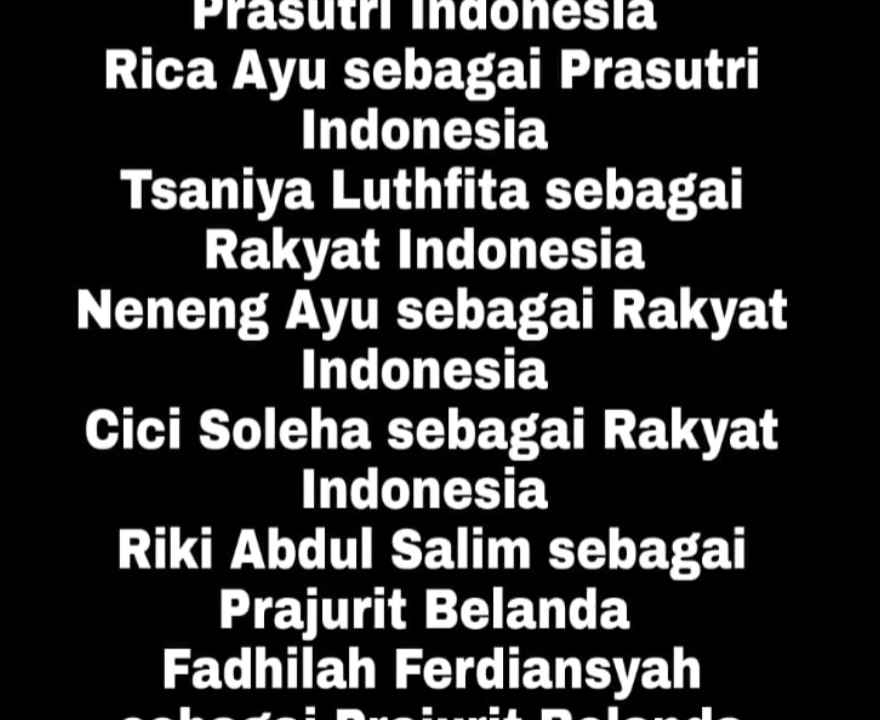 Prasutri Indonesia
Rica Ayu sebagai Prasutri
Indonesia
Tsaniya Luthfita sebagai
Rakyat Indonesia
Neneng Ayu sebagai Rakyat
Indonesia
Cici Soleha sebagai Rakyat
Indonesia
Riki Abdul Salim sebagai
Prajurit Belanda
Fadhilah Ferdiansyah
sebagai Prajurit Belanda